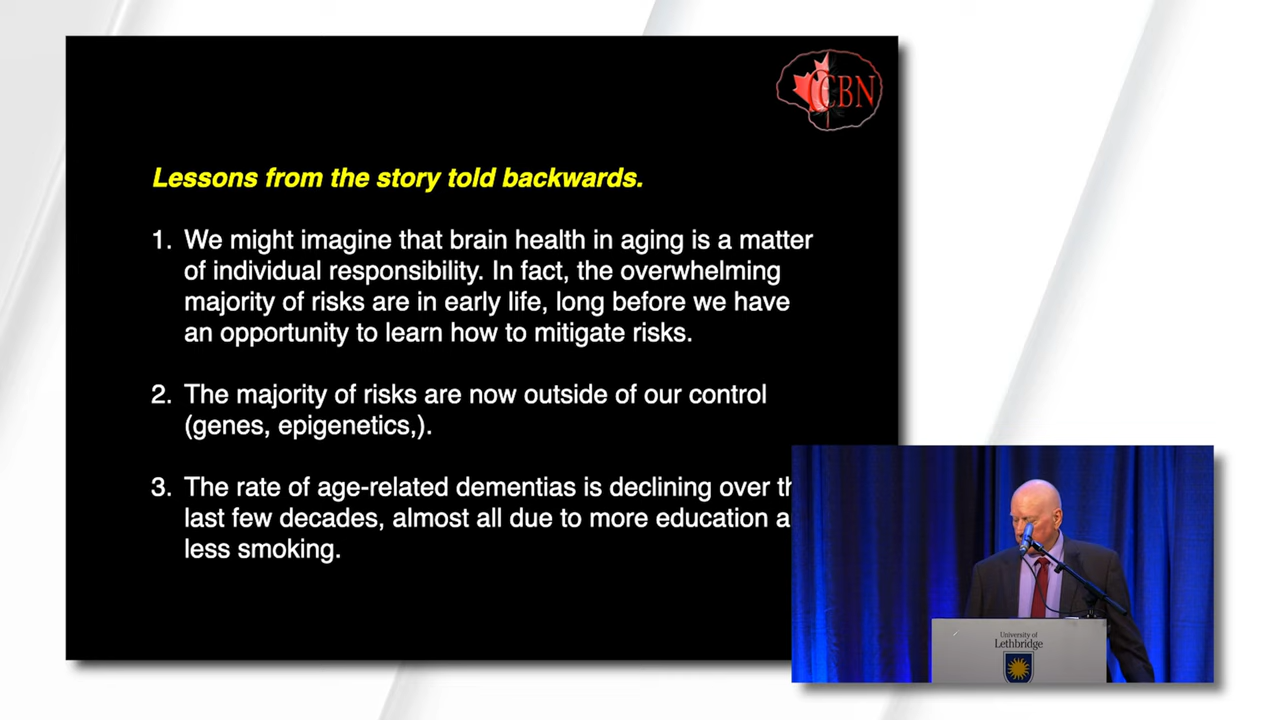 CCBN
Lessons from the story told backwards.
1. We might imagine that brain health in aging is a matter
of individual responsibility. In fact, the overwhelming
majority of risks are in early life, long before we have
an opportunity to learn how to mitigate risks.
2. The majority of risks are now outside of our control
(genes, epigenetics,).
3. The rate of age-related dementias is declining over
last few decades, almost all due to more education
less smoking.
University of
Lethbridge